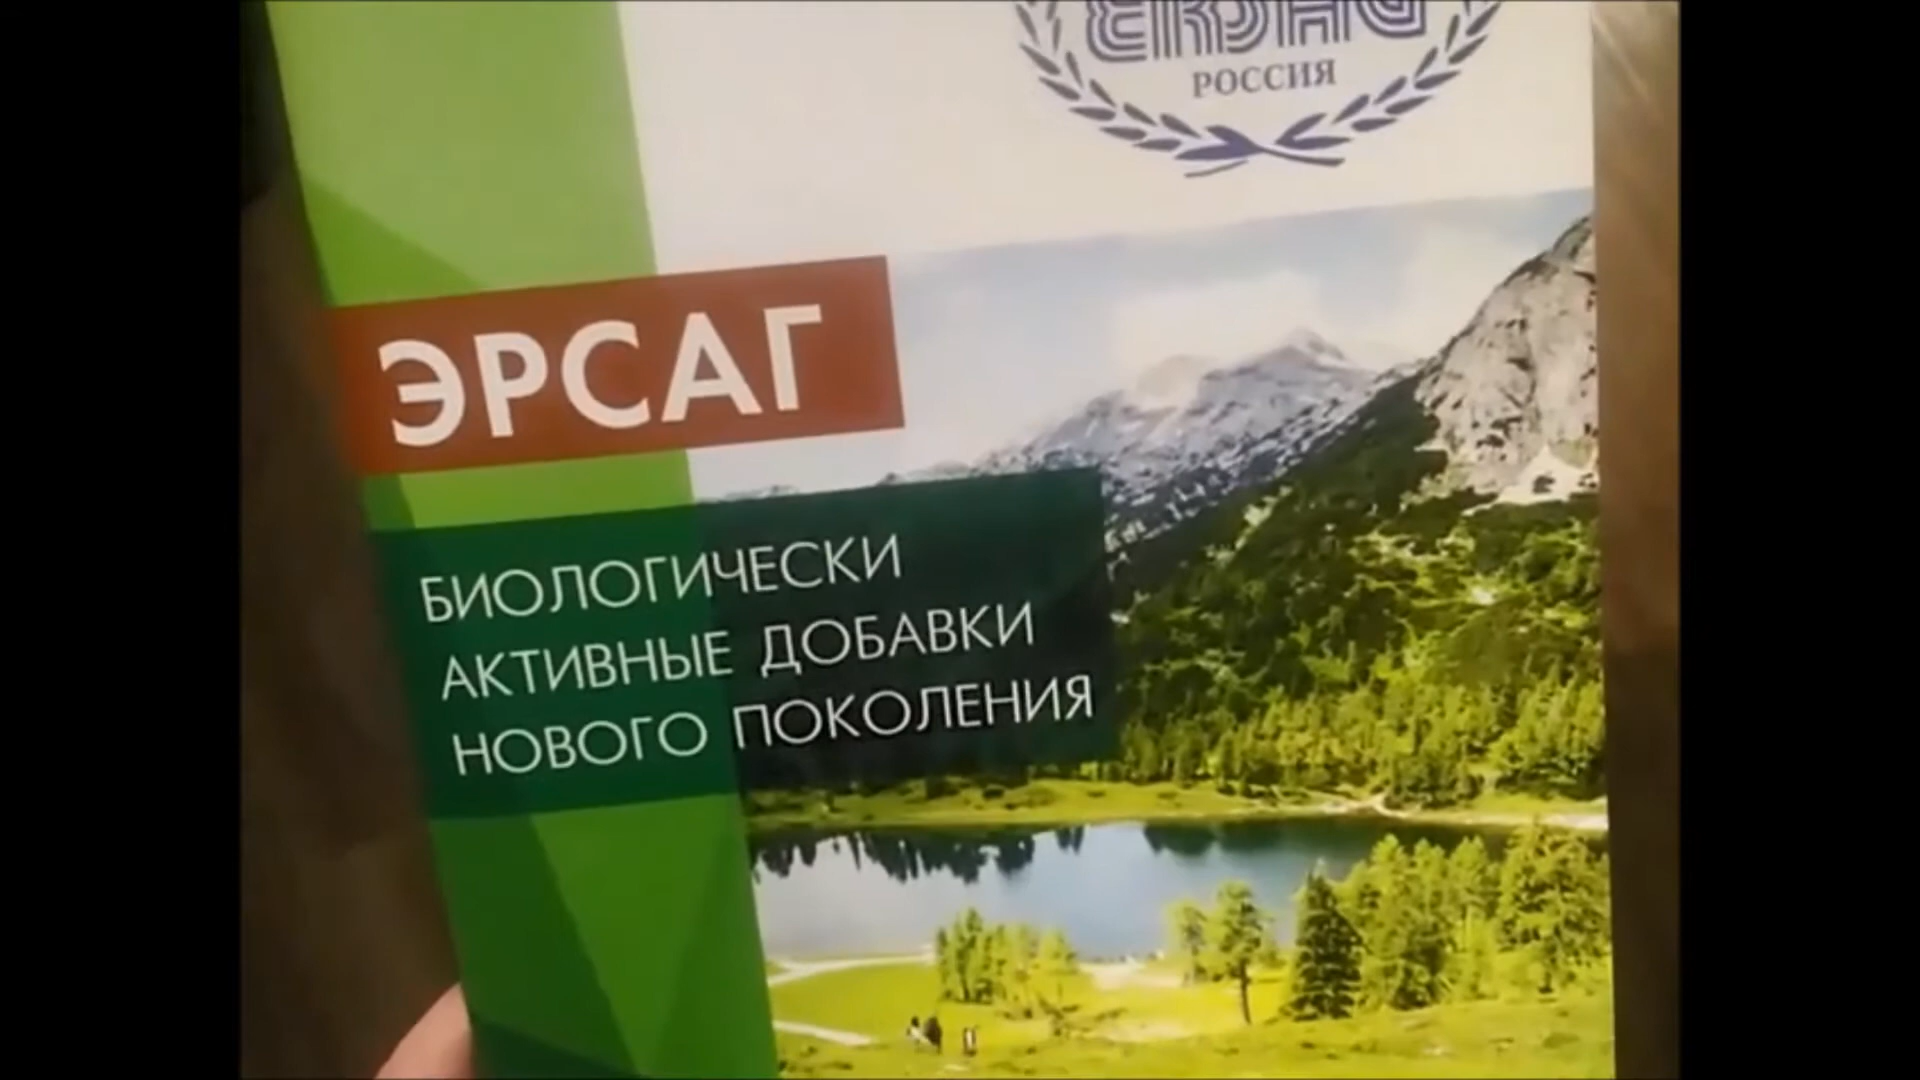 РОССИЯ
ЭРСАГ
БИОЛОГИЧЕСКИ
АКТИВНЫЕ ДОБАВКИ
НОВОГО ПОКОЛЕНИЯ